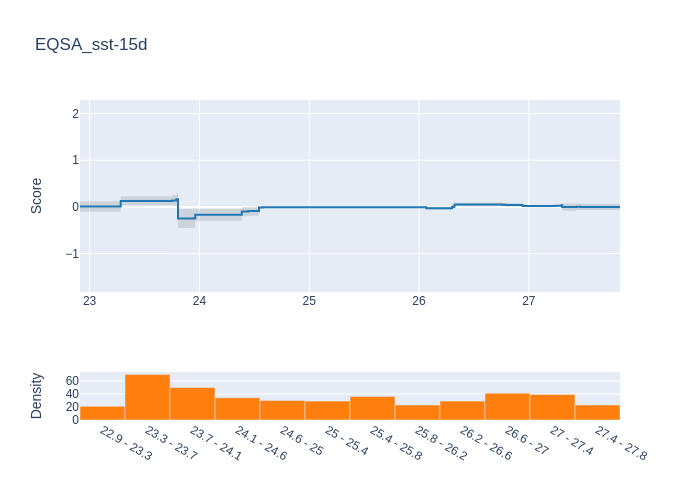 EQSA_sst-15d
Score
2
1
0
−1
23
24
25
26
27
Density
60
40
20
0
22.9 - 23.3
23.3 - 23.7
23.7 - 24.1
24.1 - 24.6
24.6 - 25
25 - 25.4
25.4 - 25.8
25.8 - 26.2
26.2 - 26.6
26.6 - 27
27 - 27.4
27.4 - 27.8